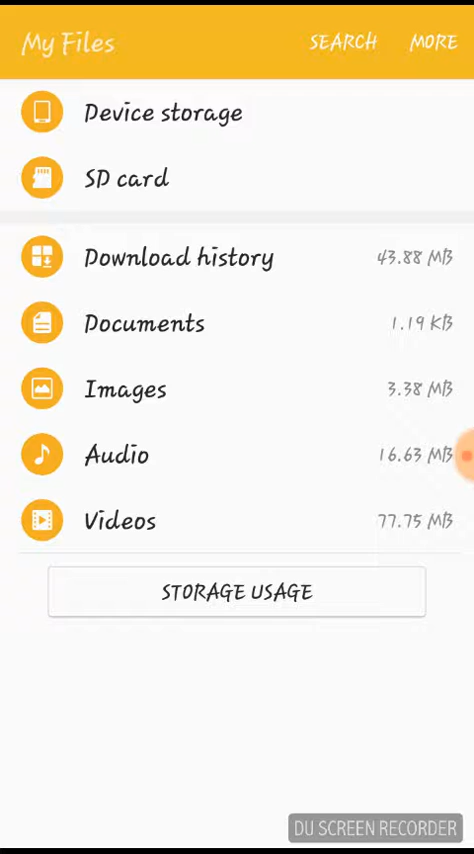 My Files SEARCH MORE
Device storage
SD card
Download history 43.88 MB
Documents 1.19 KB
Images 3.38 MB
Audio 16.63 MB
Videos 77.75 MB
STORAGE USAGE
DU SCREEN RECORDER